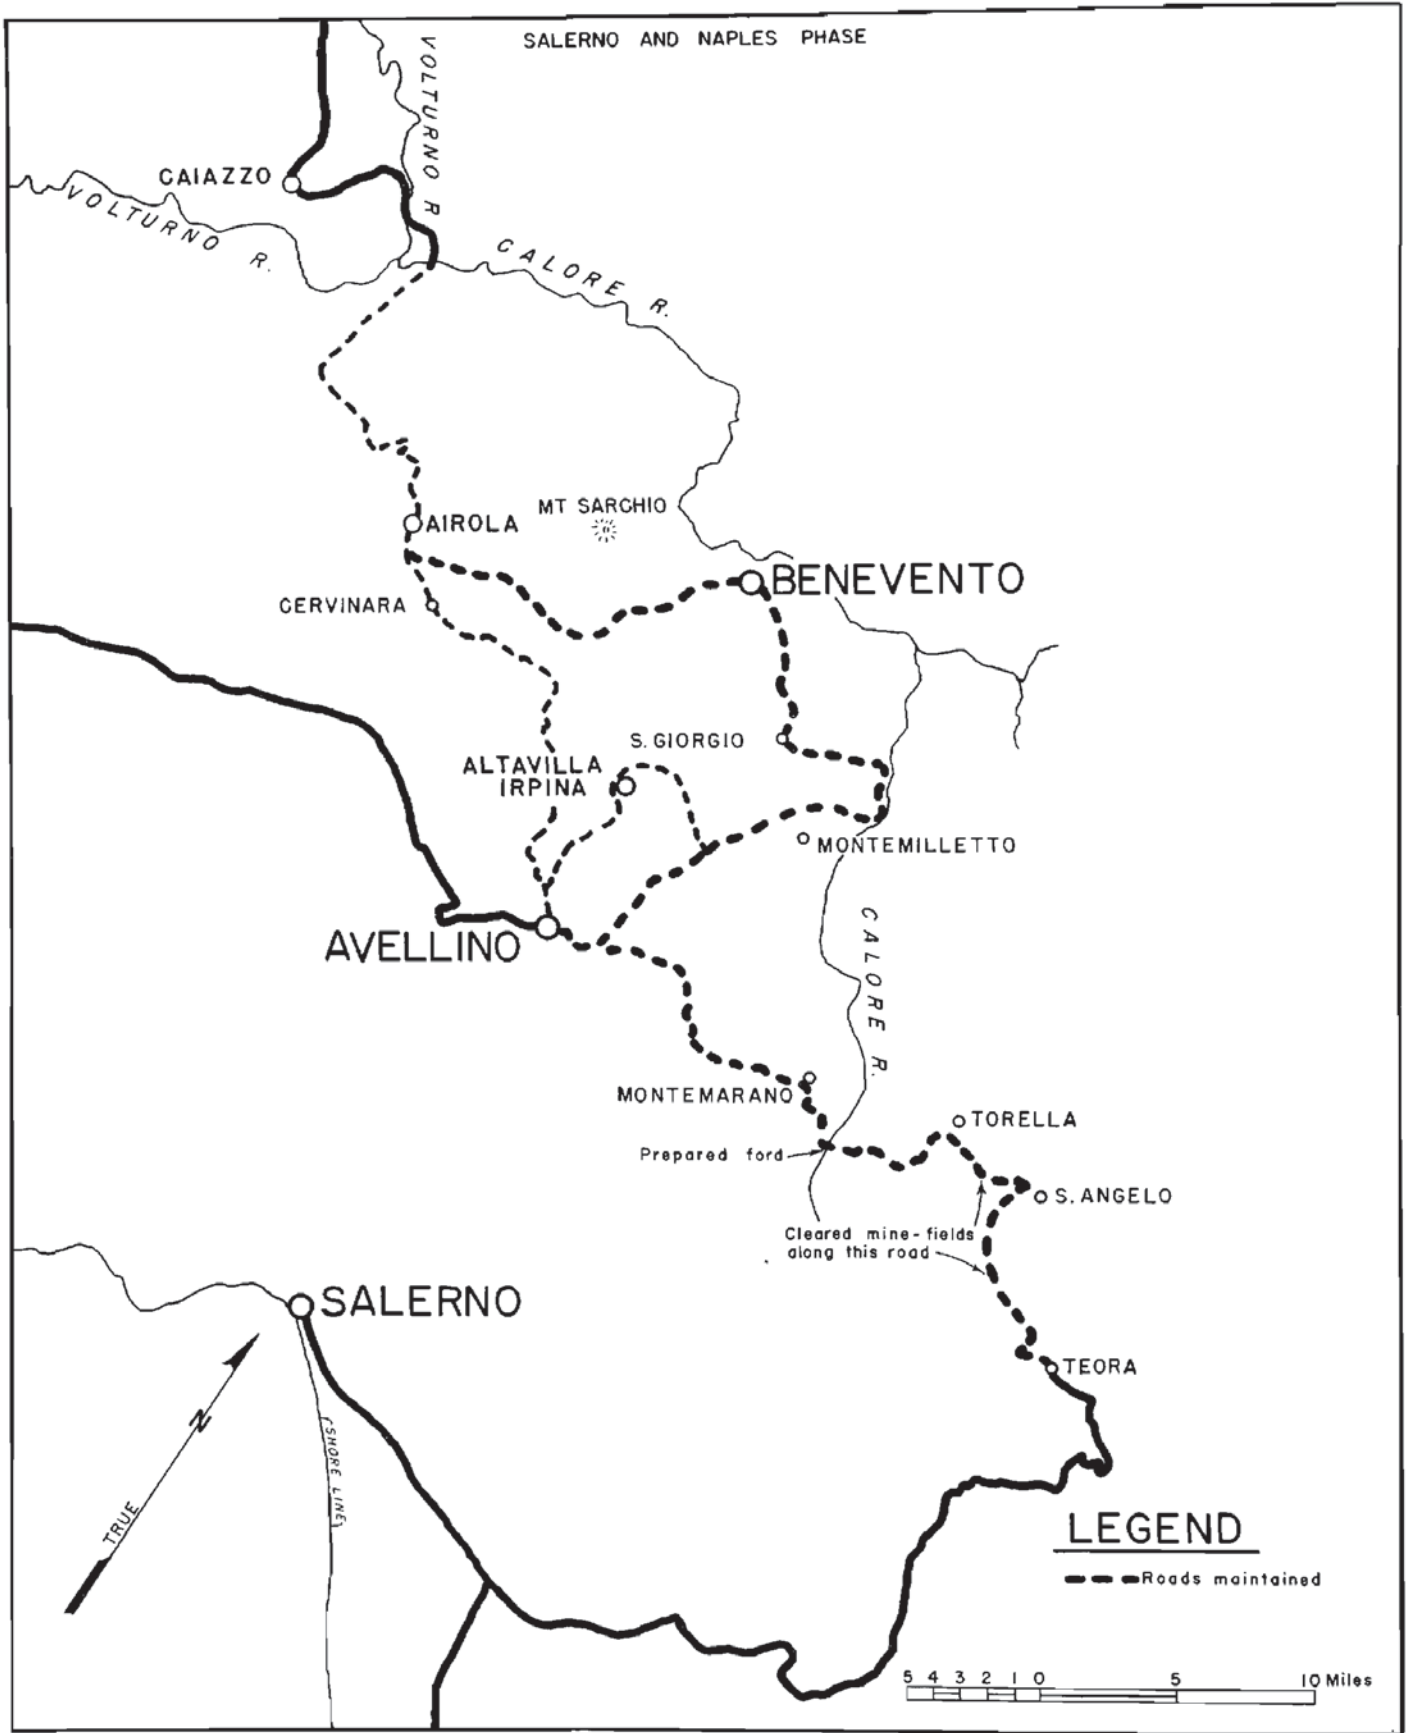 SALERNO AND NAPLES PHASE
VOLTURNO R
CAIAZZO
VOLTURNO R.
CALORE R.
MT SARCHIO
AIROLA
BENEVENTO
CERVINARA
S. GIORGIO
ALTAVILLA
IRPINA
MONTEMILLETTO
CALORE R.
AVELLINO
MONTEMARANO
TORELLA
Prepared ford
S. ANGELO
Cleared mine-fields
along this road
SALERNO
TEORA
N
TRUE
(SHORE LINE)
LEGEND
Roads maintained
5 4 3 2 1 0 5 10 Miles